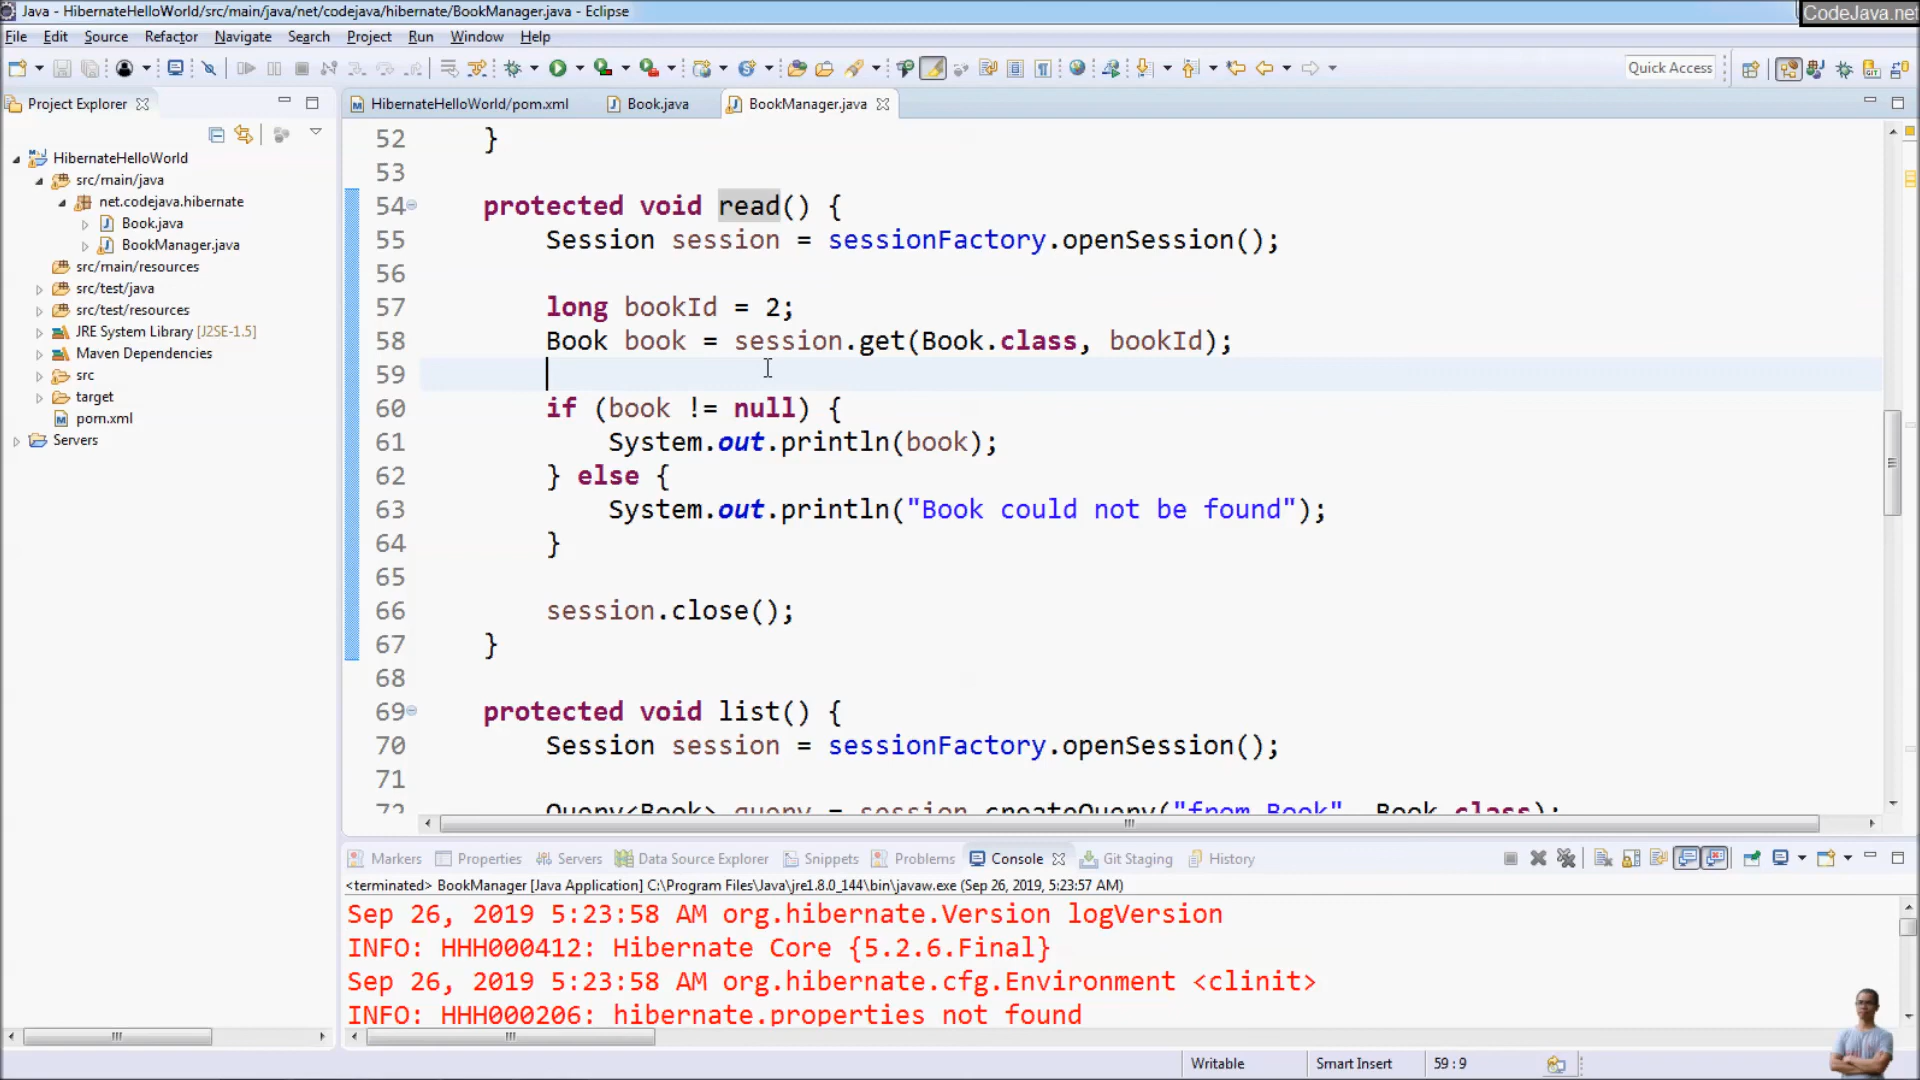 Java - HibernateHelloWorld/src/main/java/net/codejava/hibernate/BookManager.java - Eclipse
CodeJava.net
File Edit Source Refactor Navigate Search Project Run Window Help
Quick Access
Project Explorer
HibernateHelloWorld/pom.xml Book.java BookManager.java
HibernateHelloWorld
src/main/java
net.codejava.hibernate
Book.java
BookManager.java
src/main/resources
src/test/java
src/test/resources
JRE System Library [J2SE-1.5]
Maven Dependencies
src
target
pom.xml
Servers
52 }
53
54 protected void read() {
55 Session session = sessionFactory.openSession();
56
57 long bookId = 2;
58 Book book = session.get(Book.class, bookId);
59
60 if (book != null) {
61 System.out.println(book);
62 } else {
63 System.out.println("Book could not be found");
64 }
65
66 session.close();
67 }
68
69 protected void list() {
70 Session session = sessionFactory.openSession();
71
72 Query<Book> query = session.createQuery("from Book", Book.class);
Markers Properties Servers Data Source Explorer Snippets Problems Console Git Staging History
<terminated> BookManager [Java Application] C:\Program Files\Java\jre1.8.0_144\bin\javaw.exe (Sep 26, 2019, 5:23:57 AM)
Sep 26, 2019 5:23:58 AM org.hibernate.Version logVersion
INFO: HHH000412: Hibernate Core {5.2.6.Final}
Sep 26, 2019 5:23:58 AM org.hibernate.cfg.Environment <clinit>
INFO: HHH000206: hibernate.properties not found
Writable Smart Insert 59 : 9